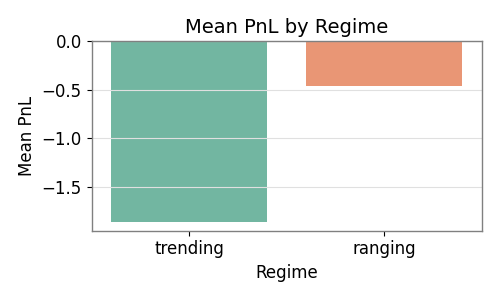 Mean PnL by Regime
0.0
−0.5
−1.0
−1.5
Mean PnL
trending
ranging
Regime